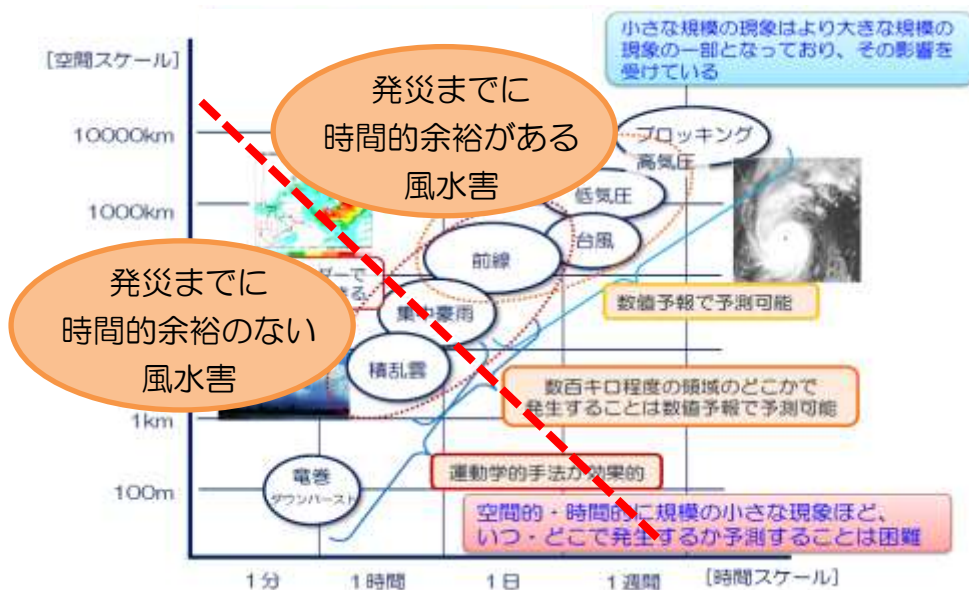 小さな規模の現象はより大きな規模の
現象の一部となっており、その影響を
受けている
[空間スケール]
発災までに
時間的余裕がある
風水害
10000km
ブロッキング
高気圧
1000km
低気圧
台風
前線
発災までに
時間的余裕のない
風水害
ダーで
きる
数値予報で予測可能
集中豪雨
積乱雲
数百キロ程度の領域のどこかで
発生することは数値予報で予測可能
1km
竜巻
ダウンバースト
運動学的手法が効果的
100m
空間的・時間的に規模の小さな現象ほど、
いつ・どこで発生するか予測することは困難
1分
1時間
1日
1週間
[時間スケール]